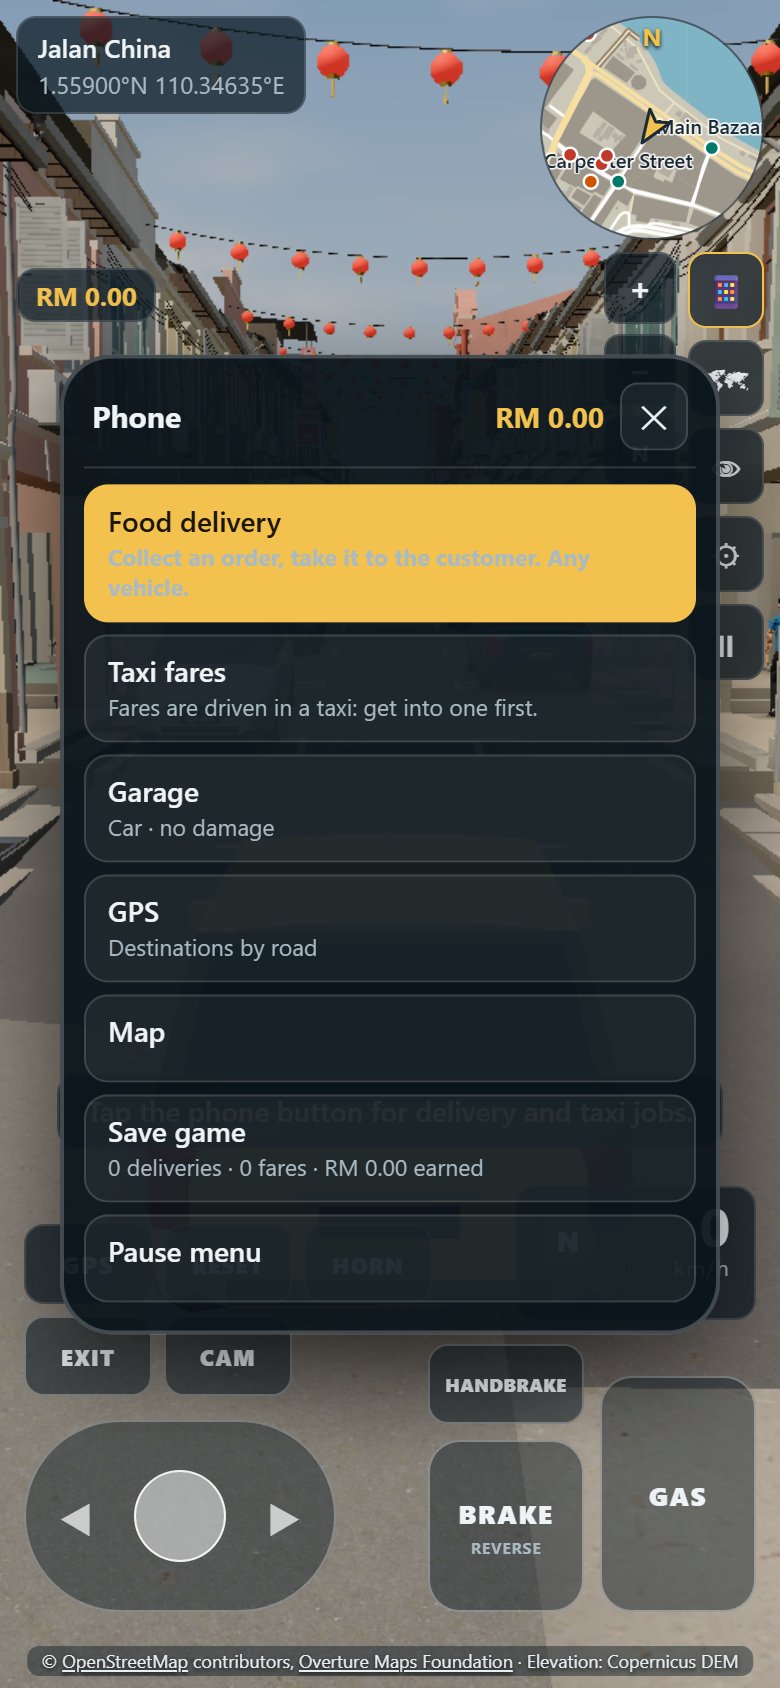 Jalan China
1.55900°N 110.34635°E
N
Main Bazaa
Carpenter Street
RM 0.00
+
Phone
RM 0.00
Food delivery
Collect an order, take it to the customer. Any
vehicle.
Taxi fares
Fares are driven in a taxi: get into one first.
Garage
Car · no damage
GPS
Destinations by road
Map
Tap the phone button for delivery and taxi jobs.
Save game
0 deliveries · 0 fares · RM 0.00 earned
Pause menu
GPS
RESET
HORN
N
0
km/h
EXIT
CAM
HANDBRAKE
BRAKE
REVERSE
GAS
© OpenStreetMap contributors, Overture Maps Foundation · Elevation: Copernicus DEM